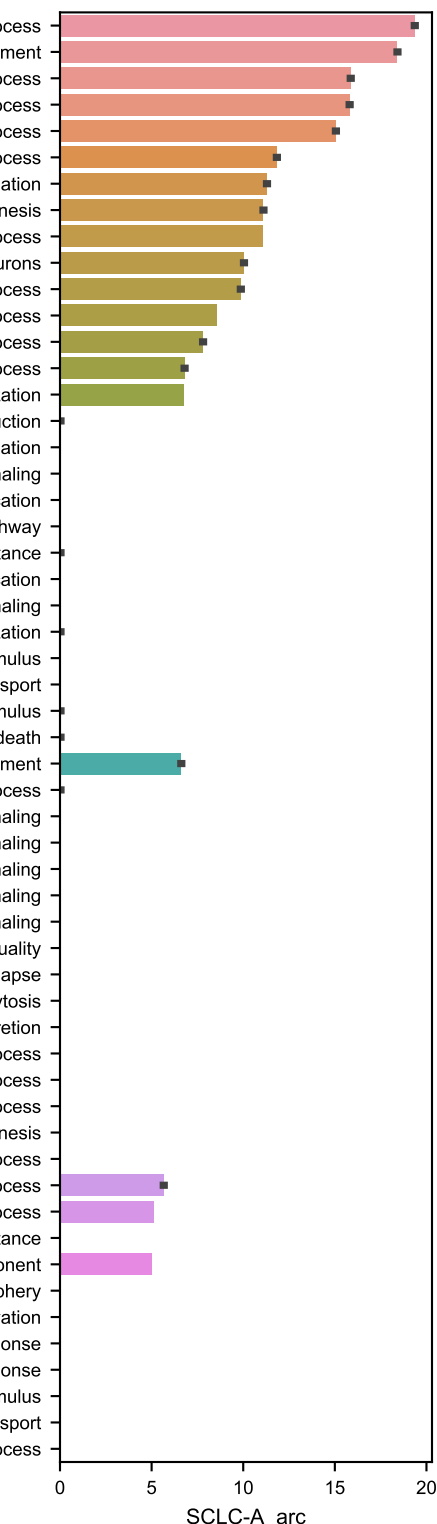 ocess
ment
ocess
ocess
ocess
ocess
ation
nesis
ocess
urons
ocess
ocess
ocess
ocess
ation
ction
ation
aling
ation
hway
tance
ation
aling
ation
mulus
sport
mulus
death
ment
ocess
aling
aling
aling
aling
aling
uality
apse
ytosis
retion
ocess
ocess
ocess
nesis
ocess
ocess
ocess
tance
onent
phery
ation
onse
onse
mulus
sport
ocess
0 5 10 15 20
SCLC-A arc